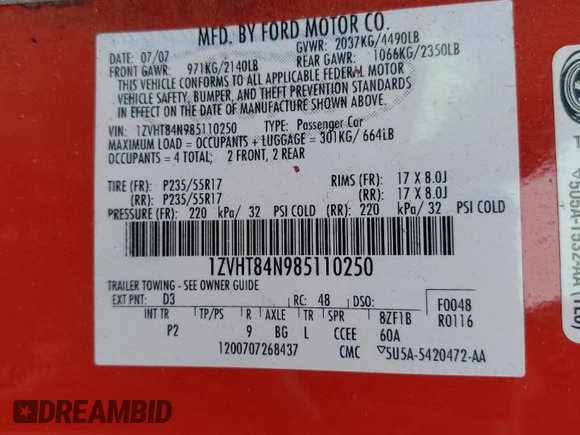 MFD. BY FORD MOTOR CO.
DATE: 07/07 GVWR: 2037KG/4490LB
FRONT GAWR: 971KG/2140LB REAR GAWR: 1066KG/2350LB
THIS VEHICLE CONFORMS TO ALL APPLICABLE FEDERAL MOTOR
VEHICLE SAFETY, BUMPER, AND THEFT PREVENTION STANDARDS
IN EFFECT ON THE DATE OF MANUFACTURE SHOWN ABOVE.
VIN: 1ZVHT84N985110250 TYPE: Passenger Car
MAXIMUM LOAD = OCCUPANTS + LUGGAGE = 301KG/ 664LB
OCCUPANTS = 4 TOTAL: 2 FRONT, 2 REAR
TIRE (FR): P235/55R17 RIMS (FR): 17 X 8.0J
(RR): P235/55R17 (RR): 17 X 8.0J
PRESSURE (FR): 220 kPa/ 32 PSI COLD (RR): 220 kPa/ 32 PSI COLD
1ZVHT84N985110250
TRAILER TOWING - SEE OWNER GUIDE
EXT PNT: D3 RC: 48 DSO: F0048
INT TR TP/PS R AXLE TR SPR 8ZF1B R0116
P2 9 BG L CCEE 60A
1200707268437 CMC 5U5A-5420472-AA
DREAMBID